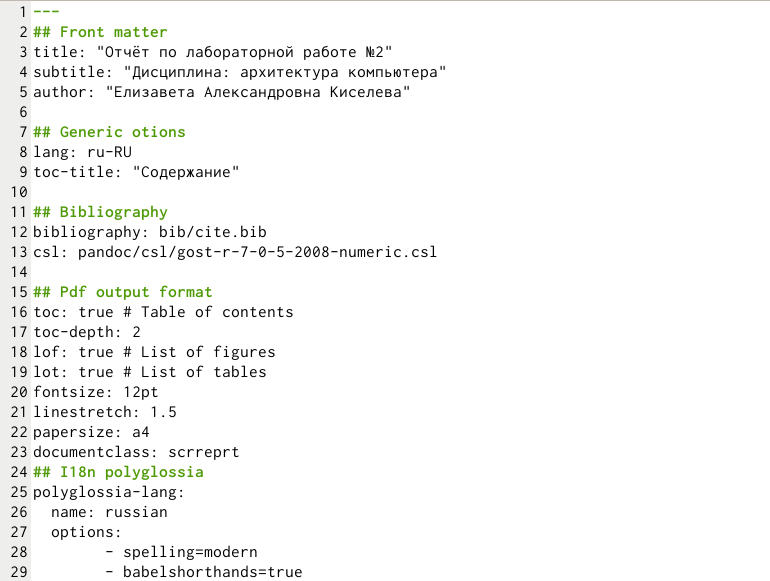 1 ---
2 ## Front matter
3 title: "Отчёт по лабораторной работе №2"
4 subtitle: "Дисциплина: архитектура компьютера"
5 author: "Елизавета Александровна Киселева"
6
7 ## Generic otions
8 lang: ru-RU
9 toc-title: "Содержание"
10
11 ## Bibliography
12 bibliography: bib/cite.bib
13 csl: pandoc/csl/gost-r-7-0-5-2008-numeric.csl
14
15 ## Pdf output format
16 toc: true # Table of contents
17 toc-depth: 2
18 lof: true # List of figures
19 lot: true # List of tables
20 fontsize: 12pt
21 linestretch: 1.5
22 papersize: a4
23 documentclass: scrreprt
24 ## I18n polyglossia
25 polyglossia-lang:
26   name: russian
27   options:
28         - spelling=modern
29         - babelshorthands=true